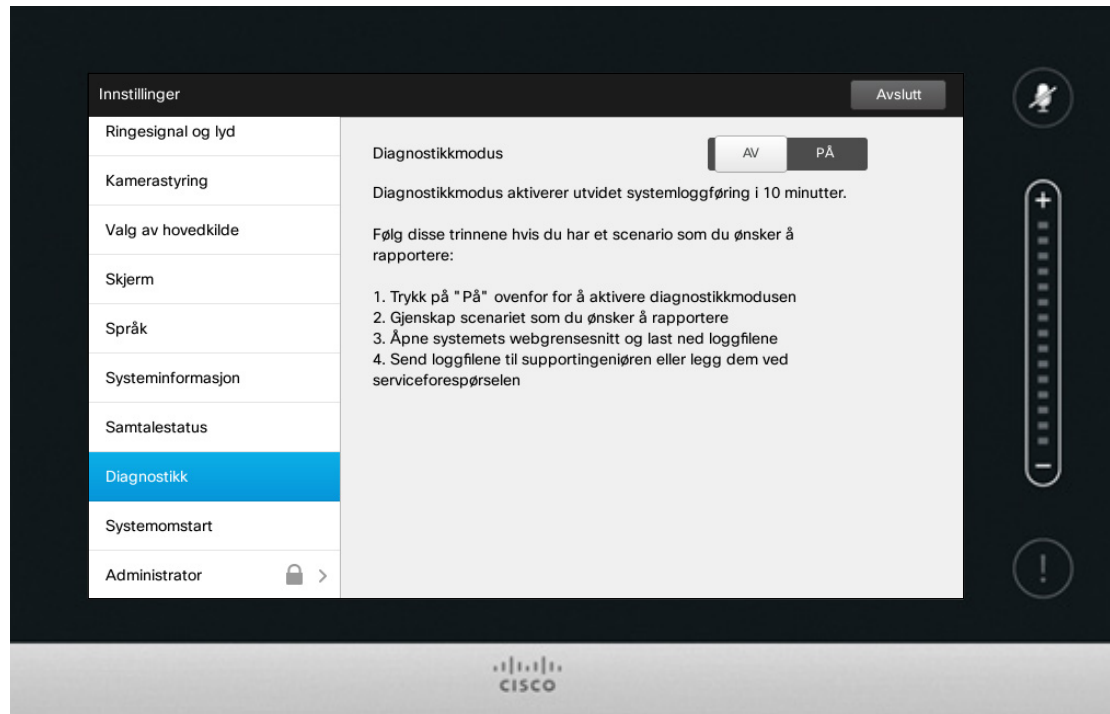 Innstillinger
Avslutt
Ringesignal og lyd
Kamerastyring
Valg av hovedkilde
Skjerm
Språk
Systeminformasjon
Samtalestatus
Diagnostikk
Systemomstart
Administrator
Diagnostikkmodus
AV
PÅ
Diagnostikkmodus aktiverer utvidet systemloggføring i 10 minutter.
Følg disse trinnene hvis du har et scenario som du ønsker å
rapportere:
1. Trykk på "På" ovenfor for å aktivere diagnostikkmodusen
2. Gjenskap scenariet som du ønsker å rapportere
3. Åpne systemets webgrensesnitt og last ned loggfilene
4. Send loggfilene til supportingeniøren eller legg dem ved
serviceforespørselen
+
−
!
CISCO